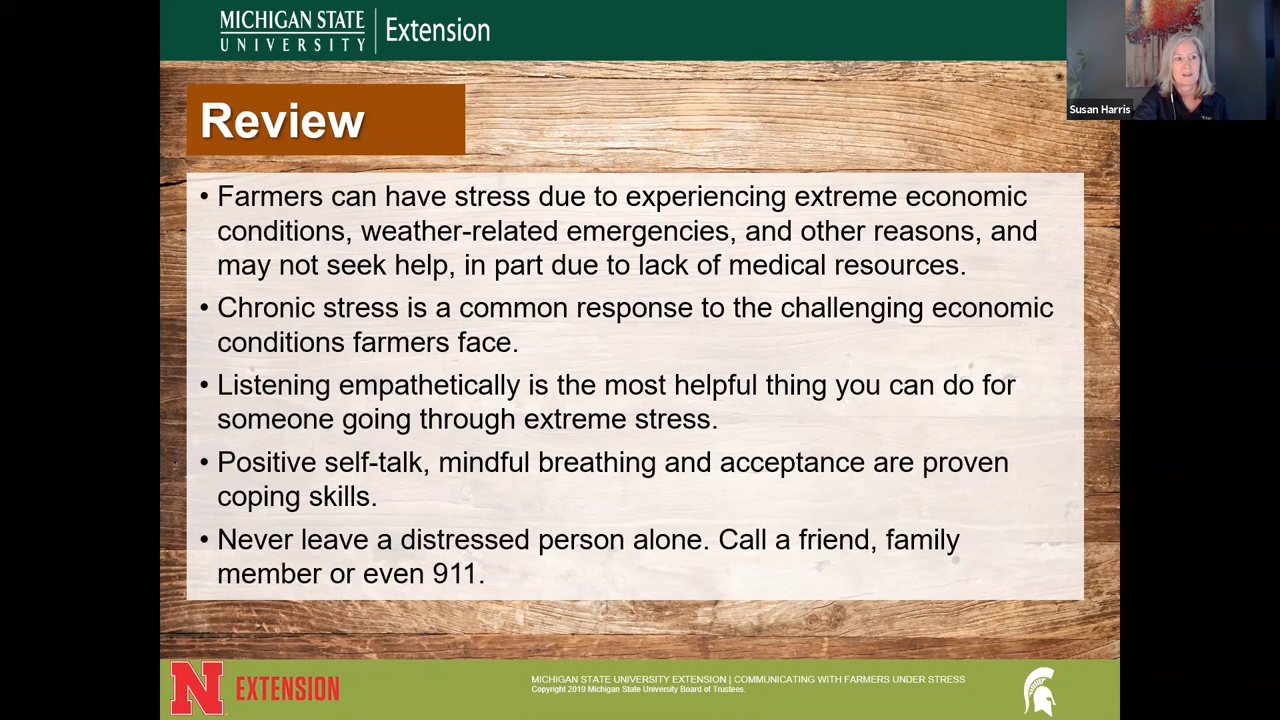 MICHIGAN STATE
UNIVERSITY
Extension
Susan Harris
Review
• Farmers can have stress due to experiencing extreme economic
conditions, weather-related emergencies, and other reasons, and
may not seek help, in part due to lack of medical resources.
• Chronic stress is a common response to the challenging economic
conditions farmers face.
• Listening empathetically is the most helpful thing you can do for
someone going through extreme stress.
• Positive self-talk, mindful breathing and acceptance are proven
coping skills.
• Never leave a distressed person alone. Call a friend, family
member or even 911.
N EXTENSION
MICHIGAN STATE UNIVERSITY EXTENSION | COMMUNICATING WITH FARMERS UNDER STRESS
Copyright 2019 Michigan State University Board of Trustees.